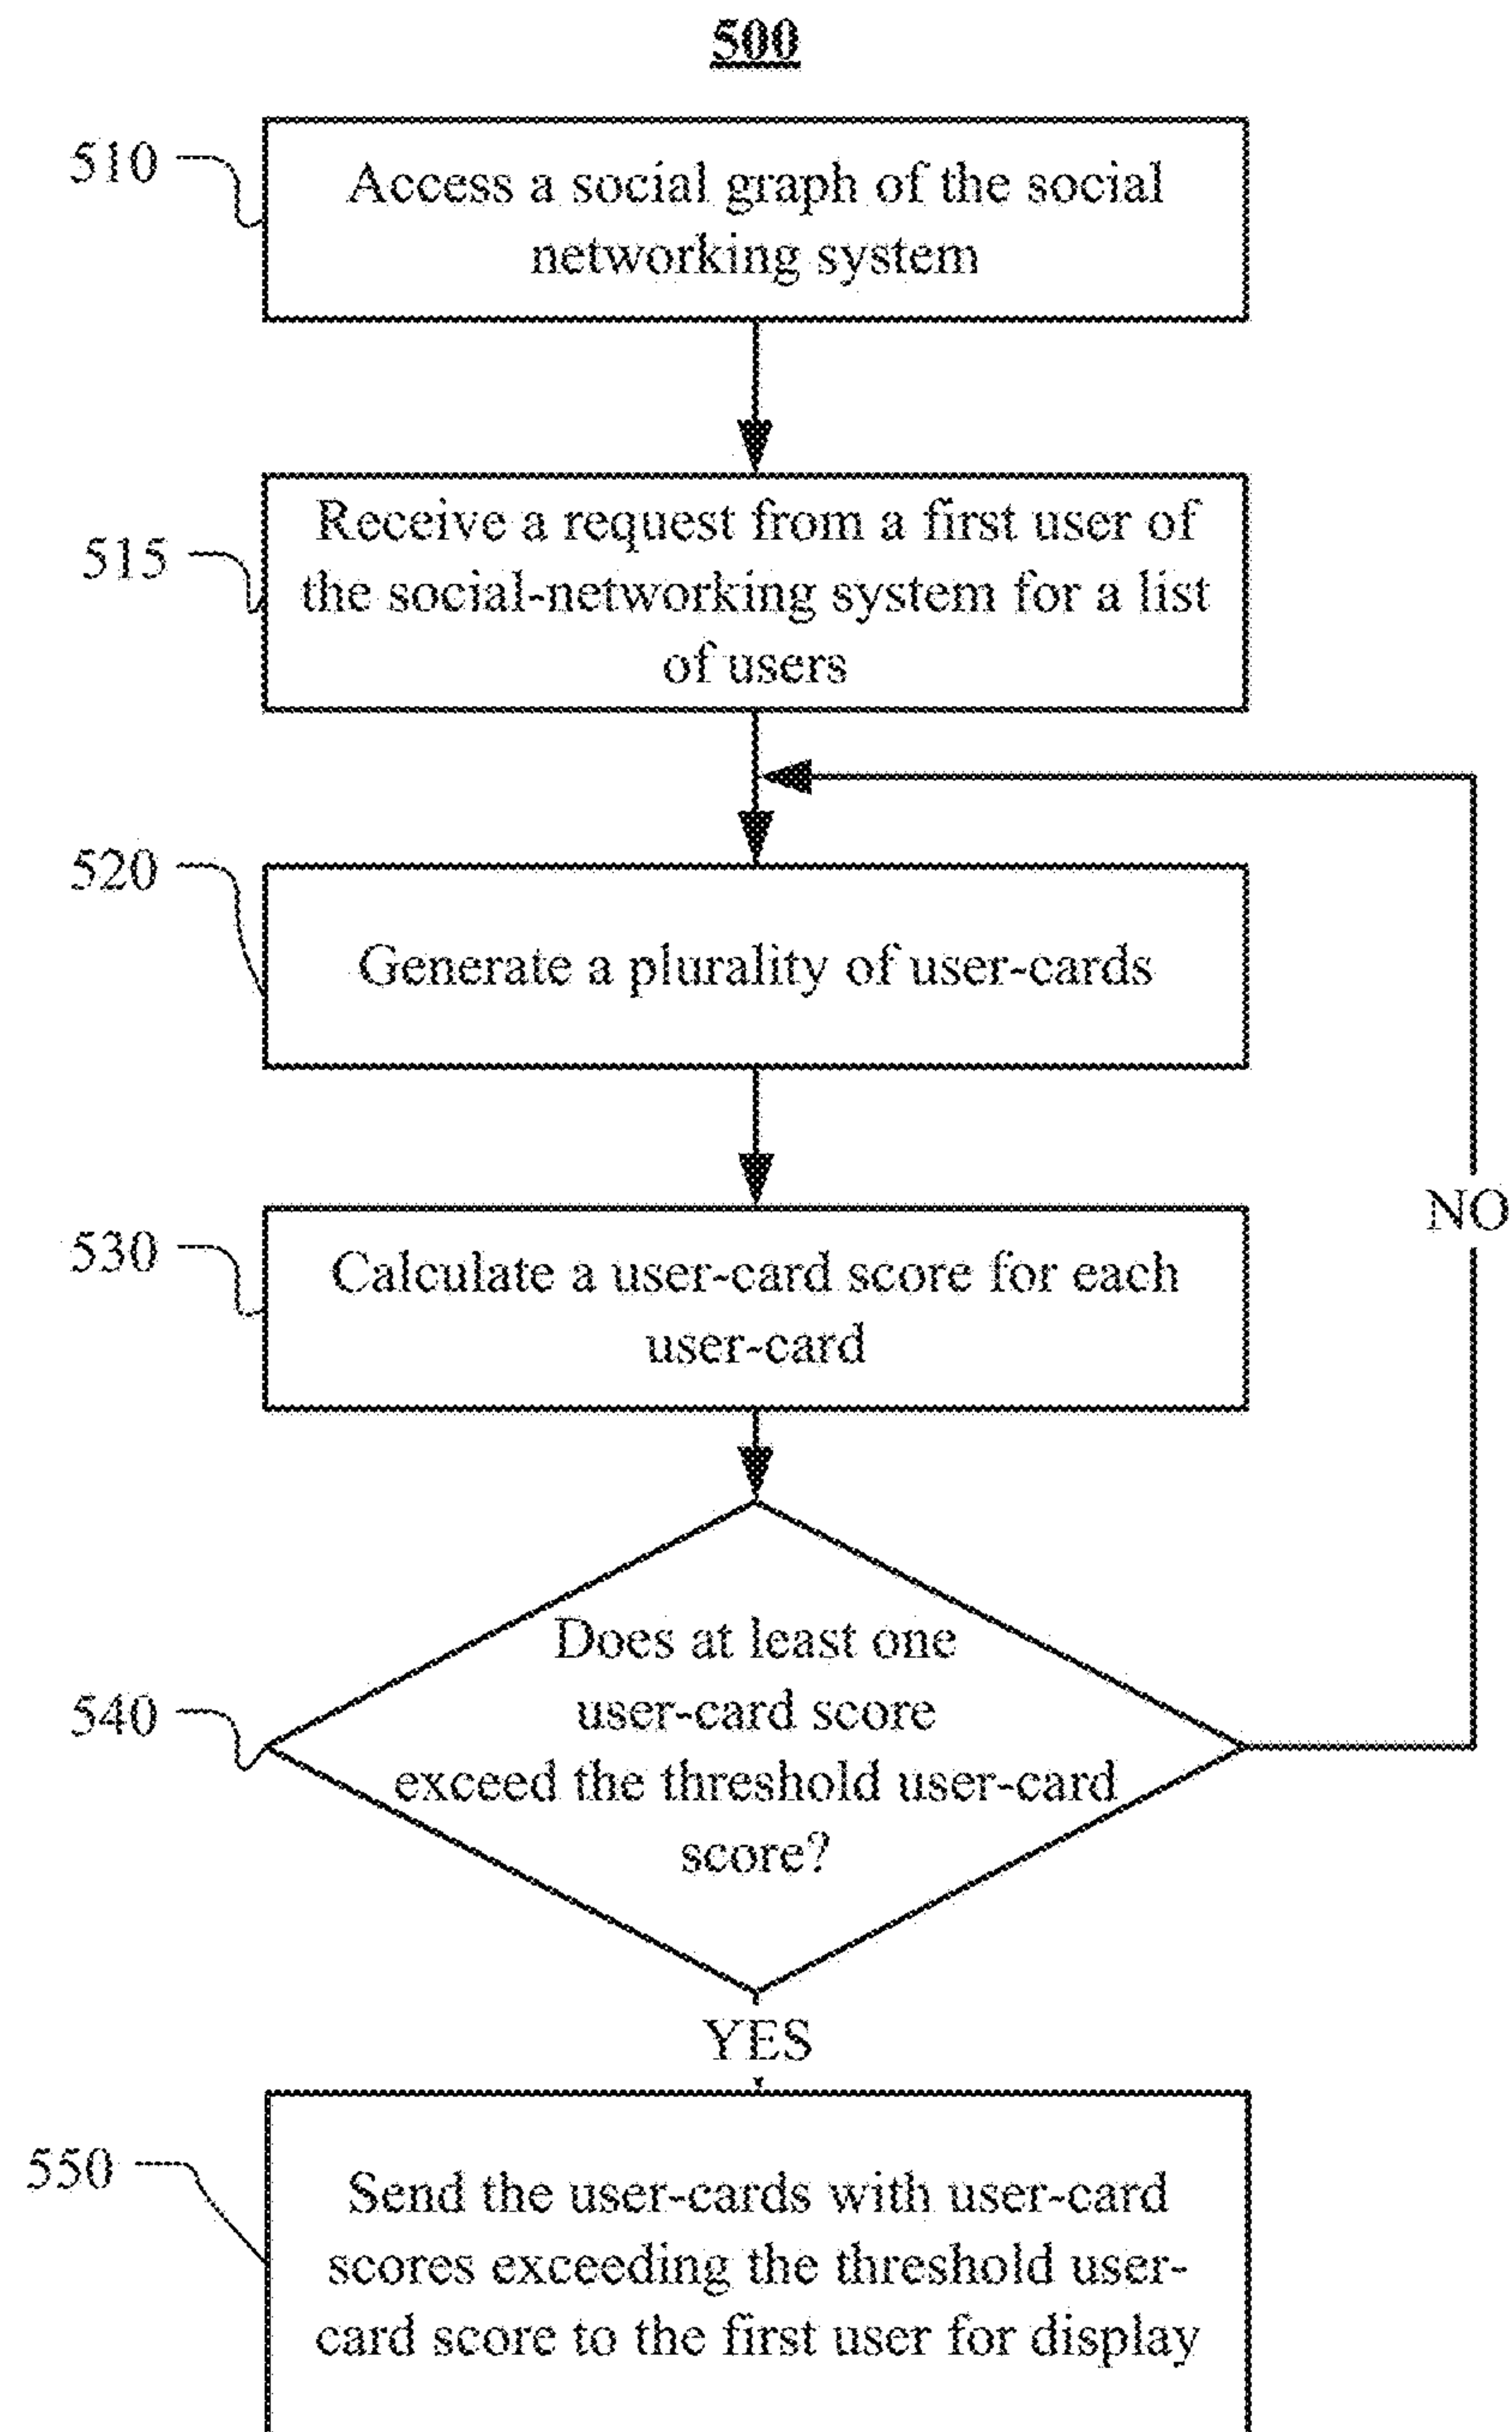 500
510
Access a social graph of the social
networking system
515
Receive a request from a first user of
the social-networking system for a list
of users
520
Generate a plurality of user-cards
530
Calculate a user-card score for each
user-card
NO
540
Does at least one
user-card score
exceed the threshold user-card
score?
YES
550
Send the user-cards with user-card
scores exceeding the threshold user-
card score to the first user for display